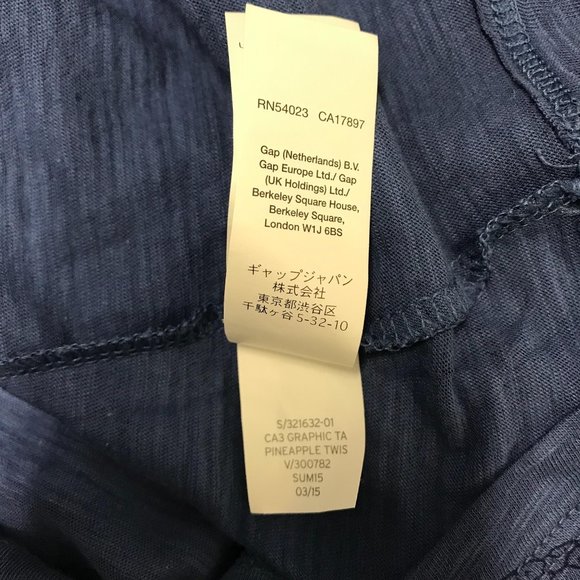 RN54023 CA17897
Gap (Netherlands) B.V.
Gap Europe Ltd./ Gap
(UK Holdings) Ltd./
Berkeley Square House,
Berkeley Square,
London W1J 6BS
ギャップジャパン
株式会社
東京都渋谷区
千駄ヶ谷 5-32-10
S/321632-01
CA3 GRAPHIC TA
PINEAPPLE TWIS
V/300782
SUM15
03/15